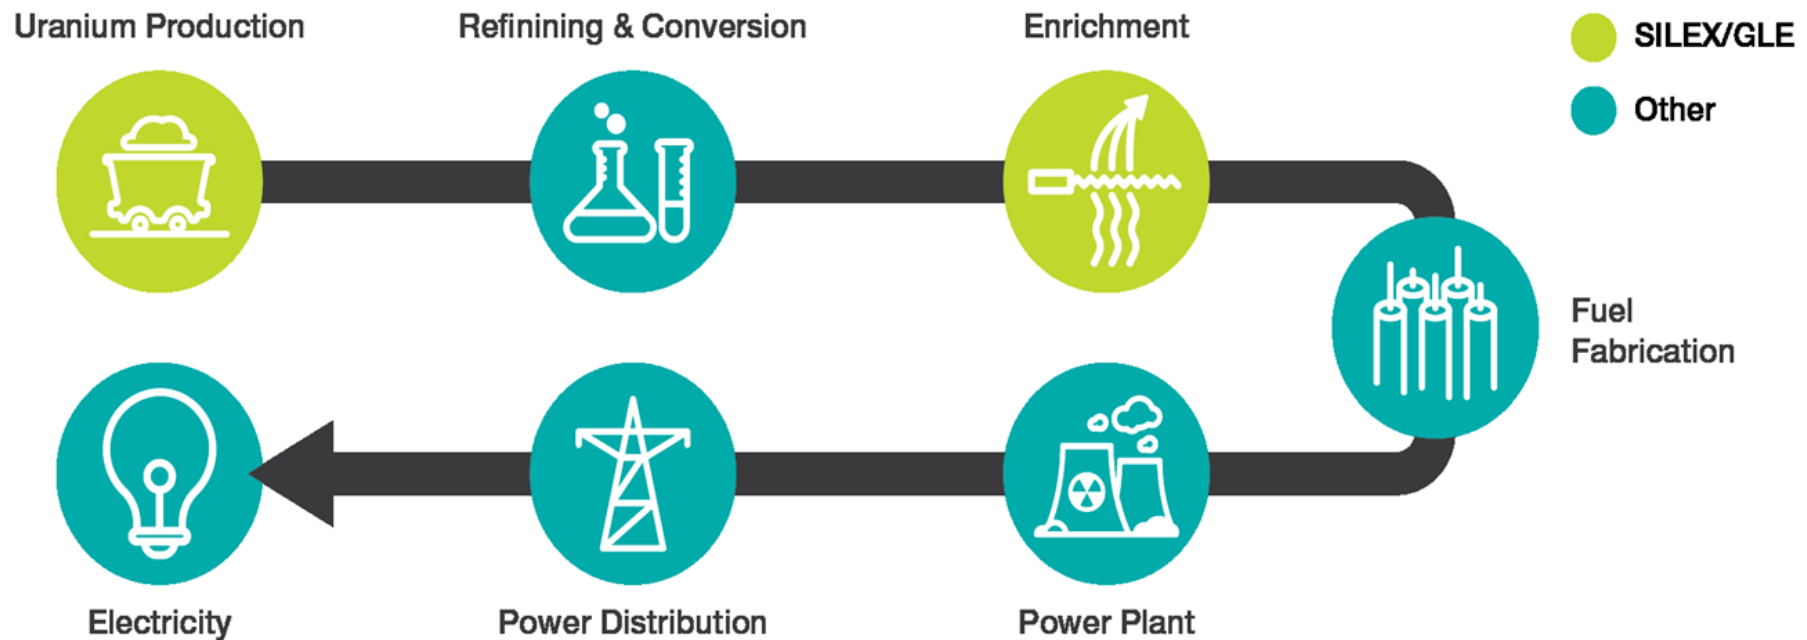 Uranium Production
Refinining & Conversion
Enrichment
SILEX/GLE
Other
Fuel
Fabrication
Electricity
Power Distribution
Power Plant